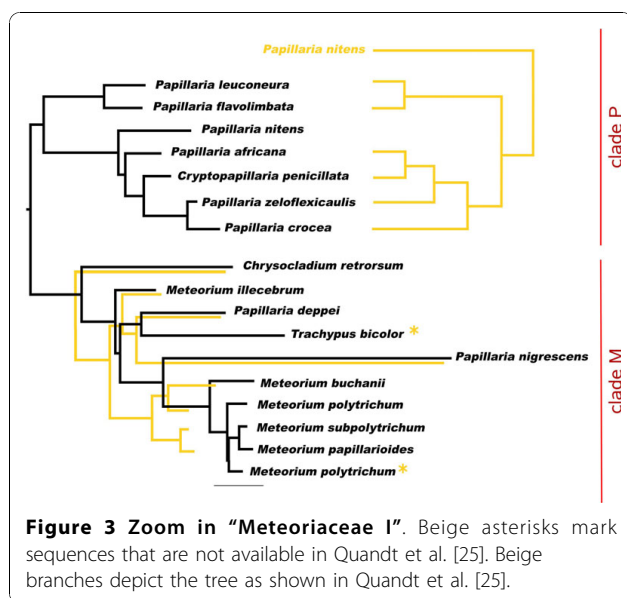 Papillaria nitens
Papillaria leuconeura
Papillaria flavolimbata
Papillaria nitens
Papillaria africana
Cryptopapillaria penicillata
Papillaria zeloflexicaulis
Papillaria crocea
clade P
Chrysocladium retrorsum
Meteorium illecebrum
Papillaria deppei
Trachypus bicolor *
Papillaria nigrescens
Meteorium buchanii
Meteorium polytrichum
Meteorium subpolytrichum
Meteorium papillarioides
Meteorium polytrichum *
clade M
Figure 3 Zoom in “Meteoriaceae I”. Beige asterisks mark
sequences that are not available in Quandt et al. [25]. Beige
branches depict the tree as shown in Quandt et al. [25].